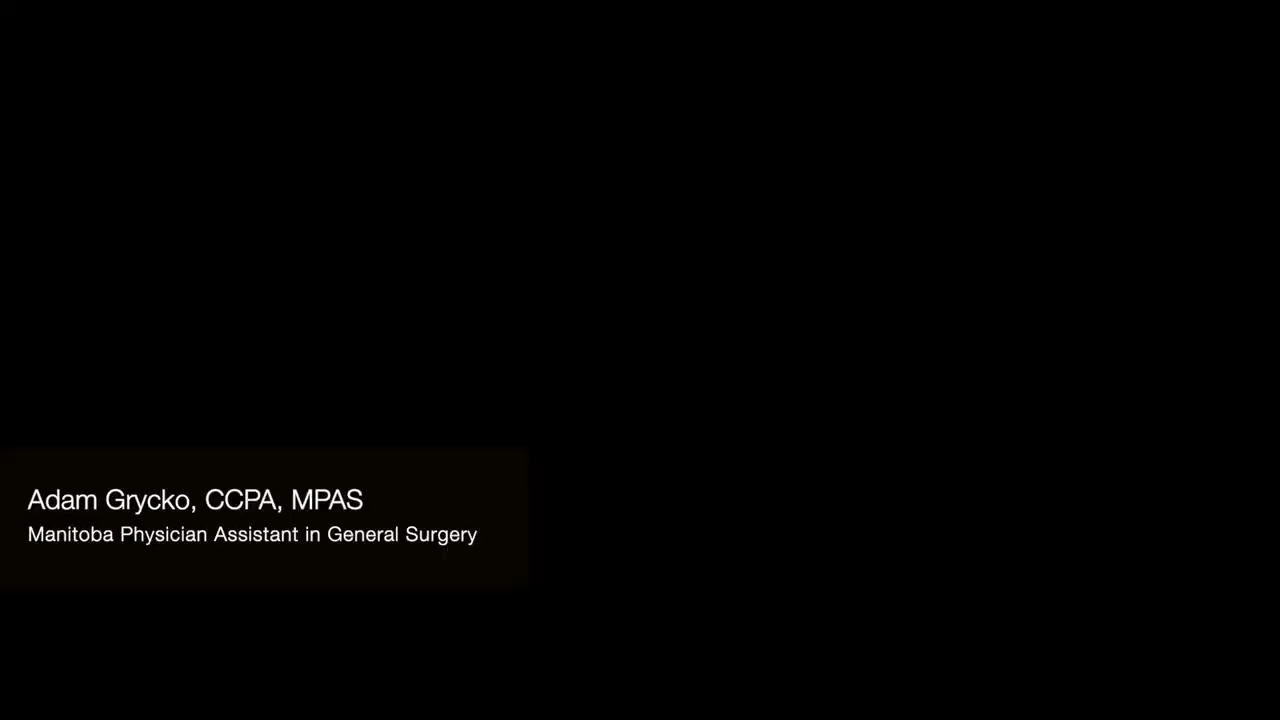 Adam Grycko, CCPA, MPAS
Manitoba Physician Assistant in General Surgery